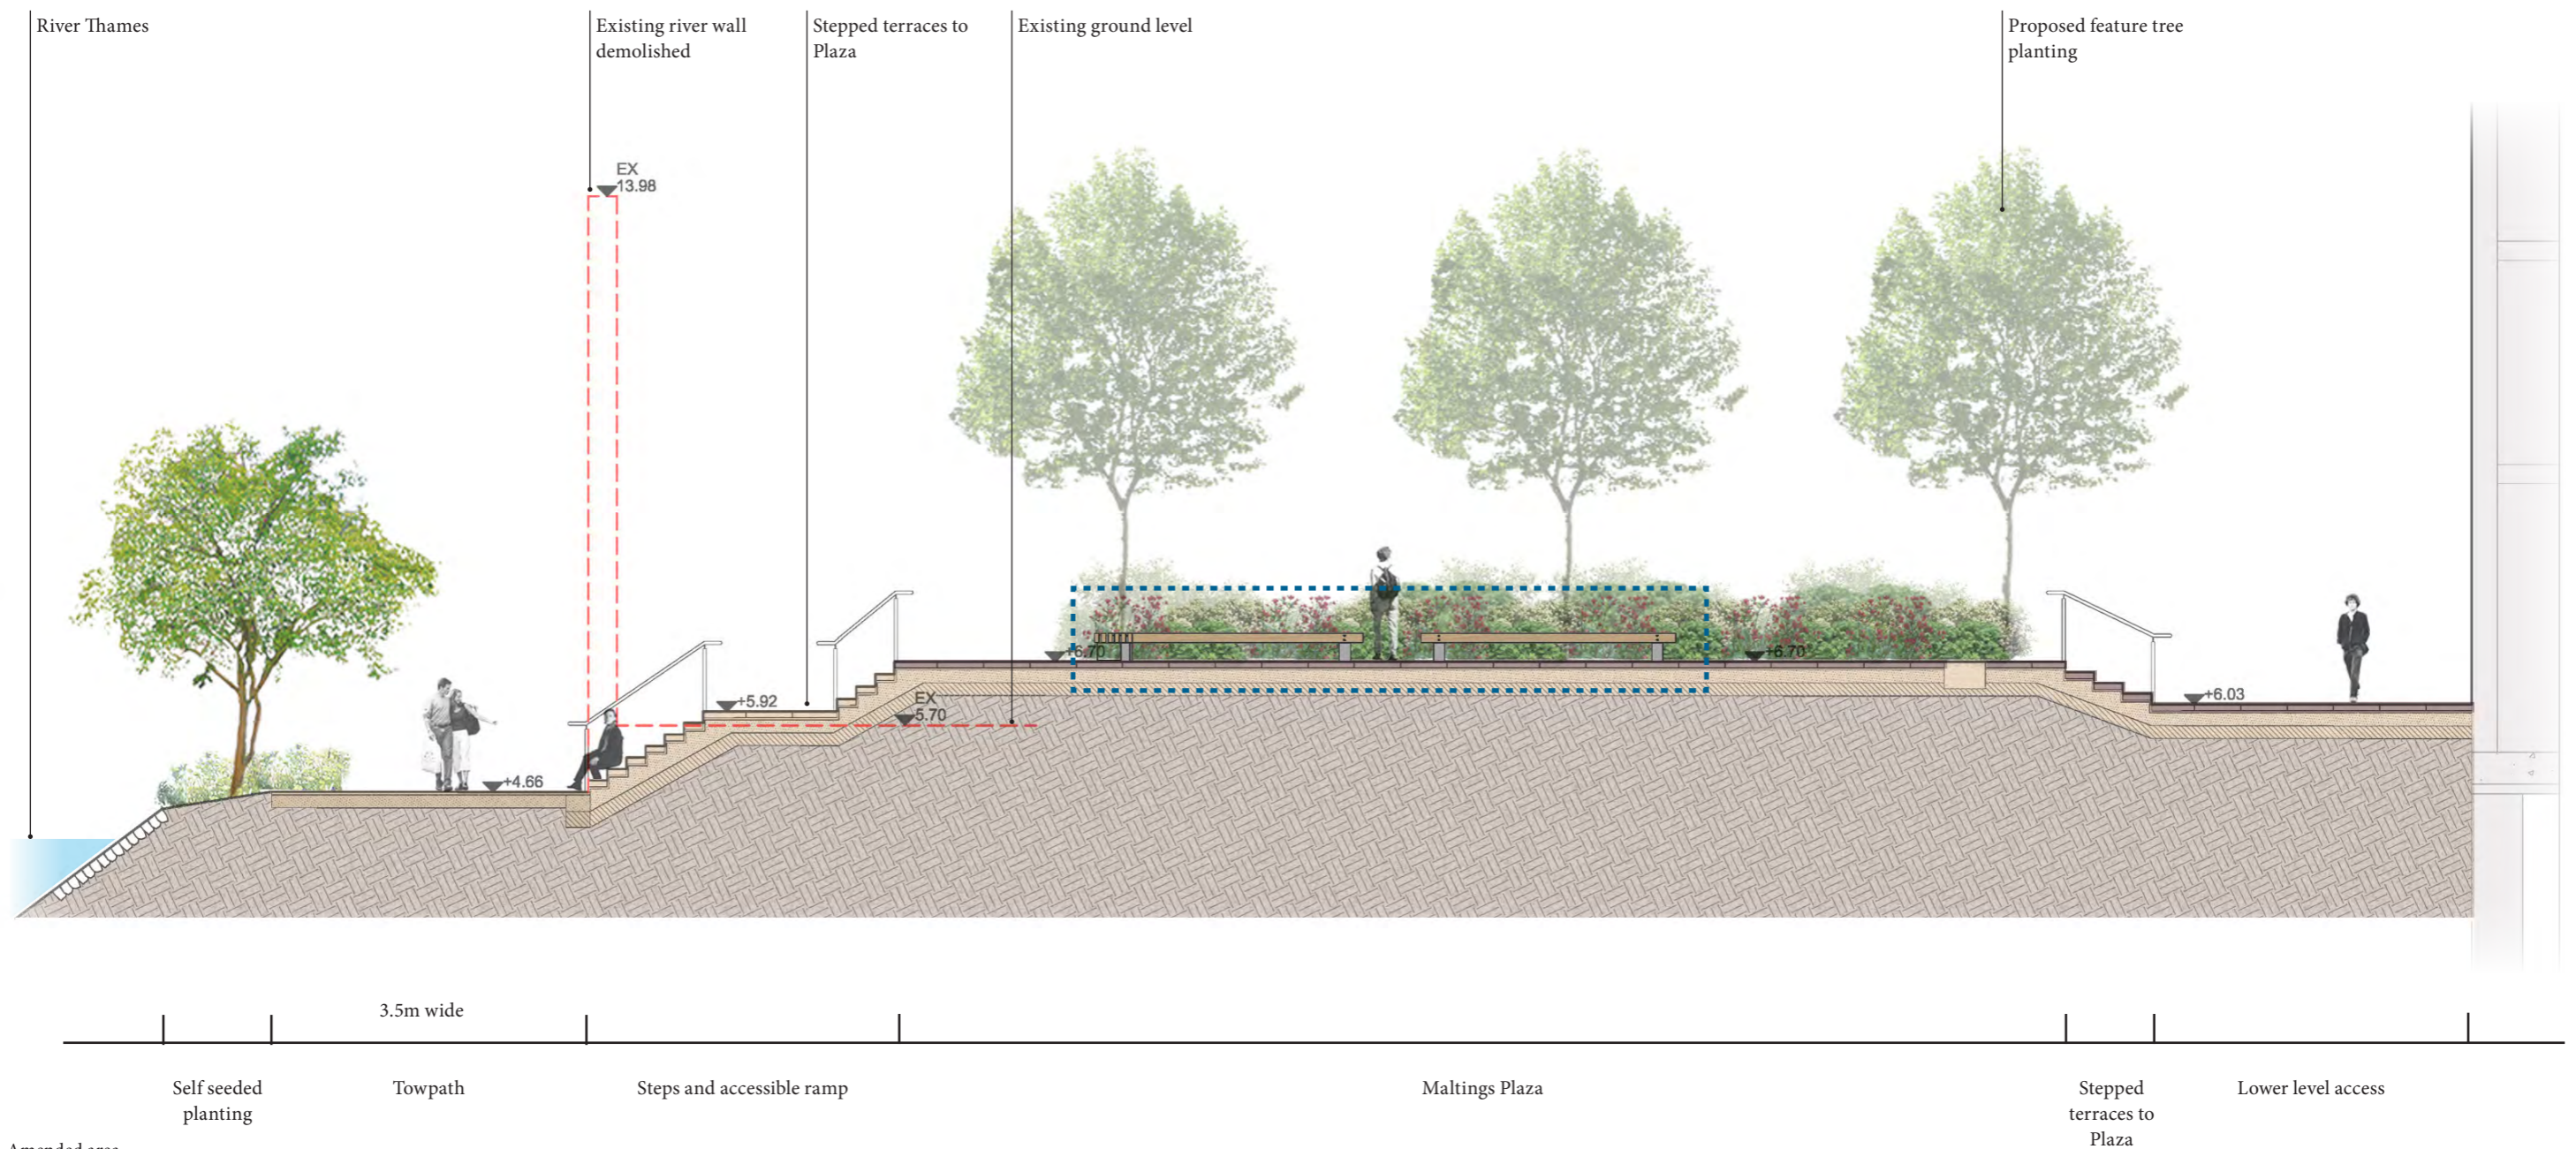 River Thames
Existing river wall
demolished
Stepped terraces to
Plaza
Existing ground level
Proposed feature tree
planting
EX
13.98
+6.70
+6.70
+5.92
EX
5.70
+6.03
+4.66
3.5m wide
Self seeded
planting
Towpath
Steps and accessible ramp
Maltings Plaza
Stepped
terraces to
Plaza
Lower level access
Amended area